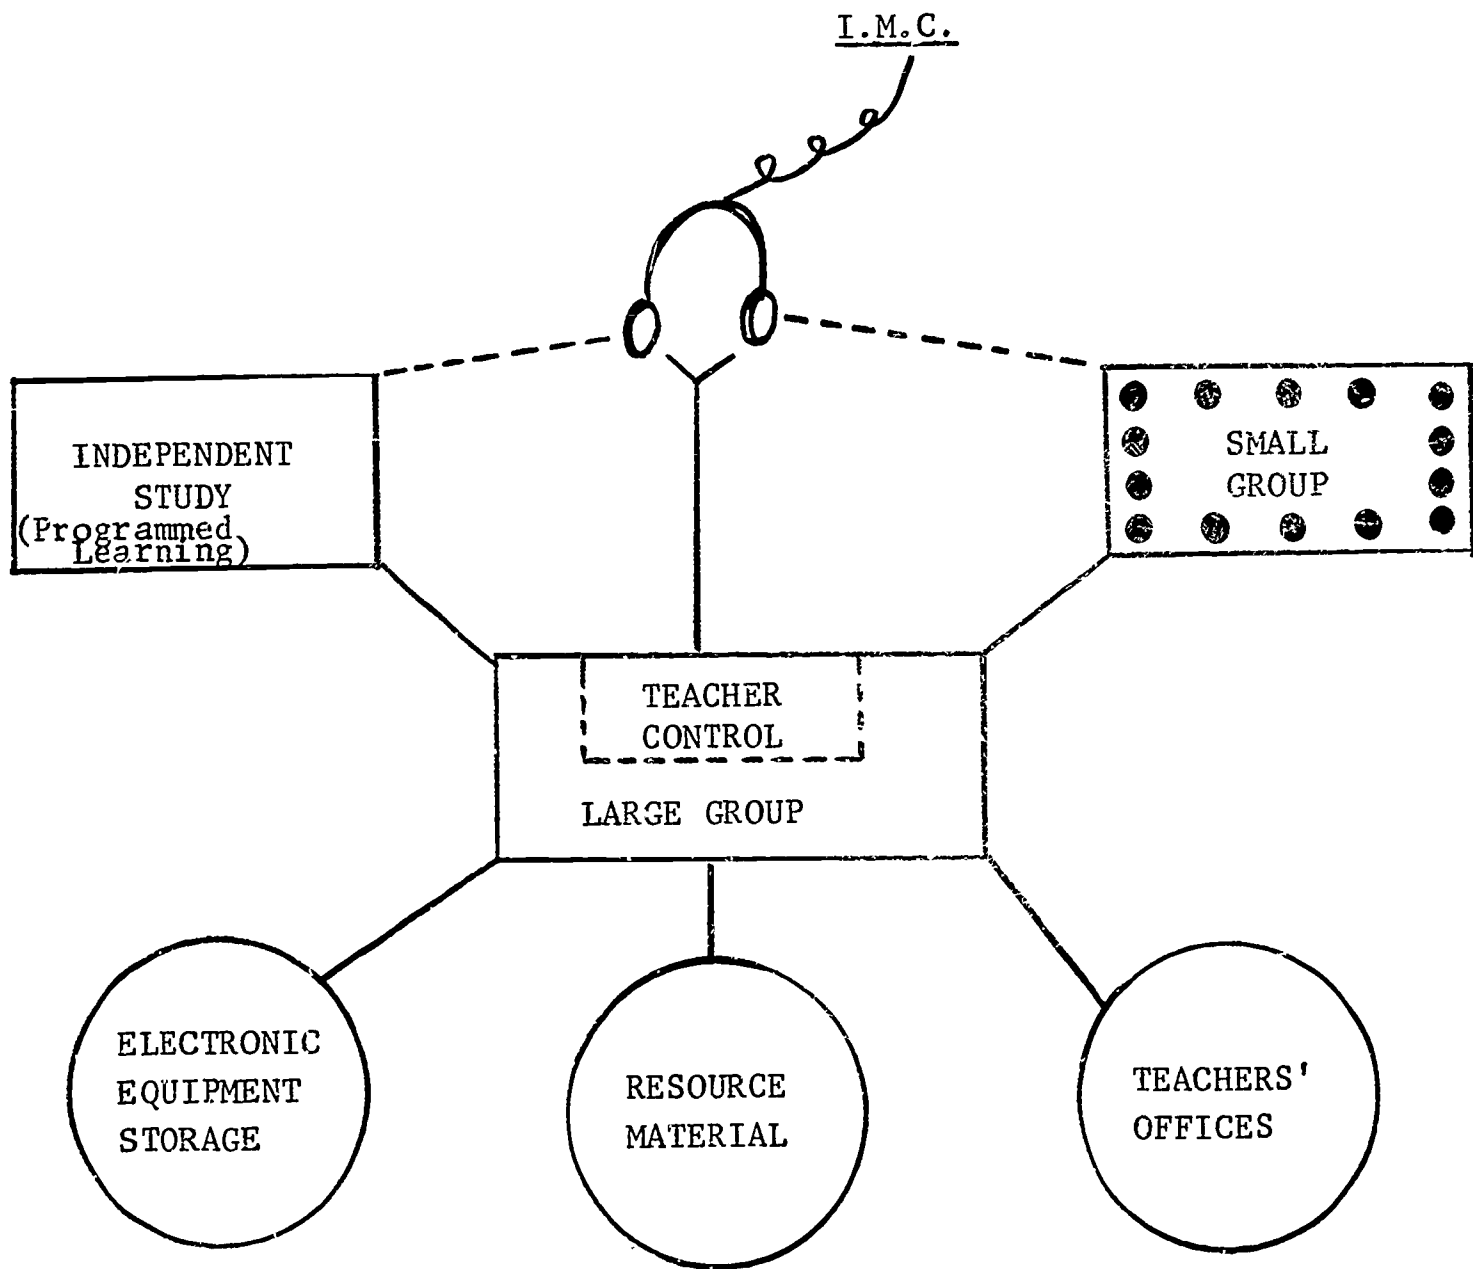 I.M.C.
INDEPENDENT
STUDY
(Programmed
Learning)
SMALL
GROUP
TEACHER
CONTROL
LARGE GROUP
ELECTRONIC
EQUIPMENT
STORAGE
RESOURCE
MATERIAL
TEACHERS'
OFFICES